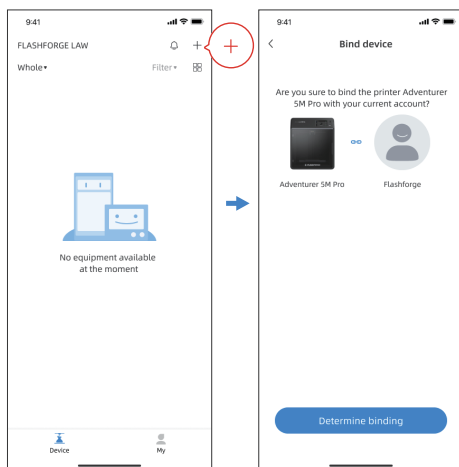 9:41
FLASHFORGE LAW
Whole
Filter
No equipment available
at the moment
Device
My
9:41
Bind device
Are you sure to bind the printer Adventurer
5M Pro with your current account?
Adventurer 5M Pro
Flashforge
Determine binding